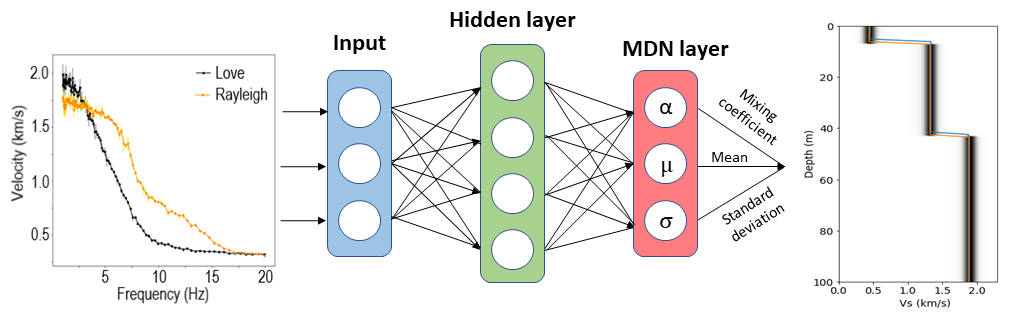 Hidden layer
Input
MDN layer
Love
Rayleigh
Velocity (km/s)
2.0
1.5
1.0
0.5
5
10
15
20
Frequency (Hz)
α
μ
σ
Mixing
coefficient
Mean
Standard
deviation
Depth (m)
0
20
40
60
80
100
0.0
0.5
1.0
1.5
2.0
Vs (km/s)